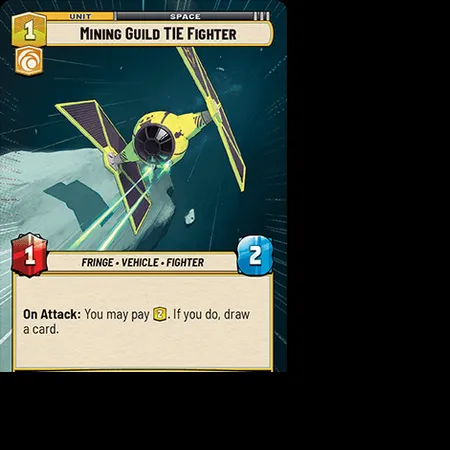 UNIT SPACE
1 MINING GUILD TIE FIGHTER
1 FRINGE • VEHICLE • FIGHTER 2
On Attack: You may pay 2. If you do, draw
a card.